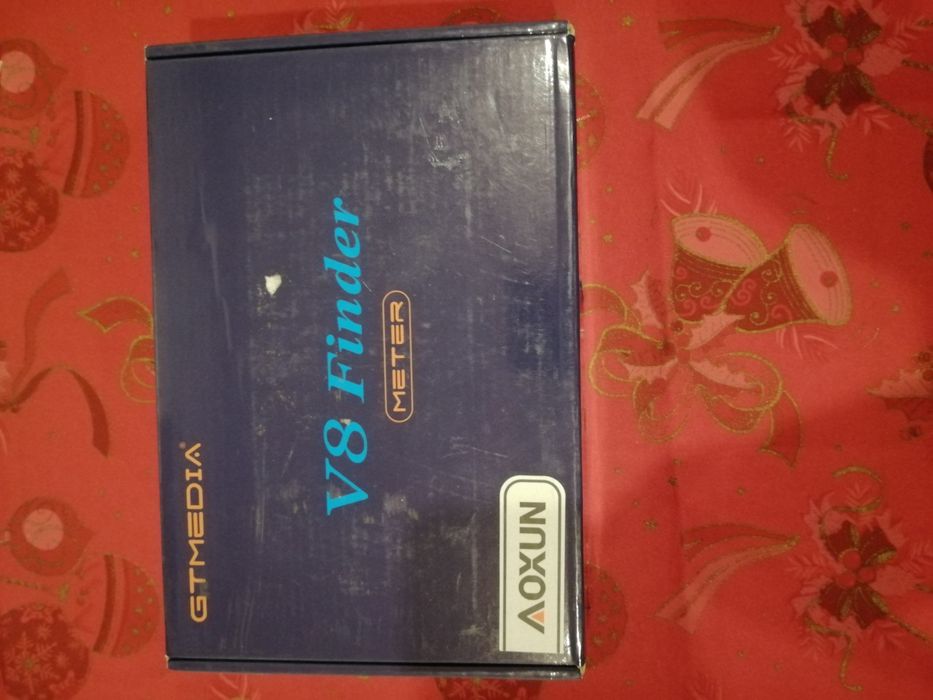 GTMEDIA®
V8 Finder
METER
AOXUN